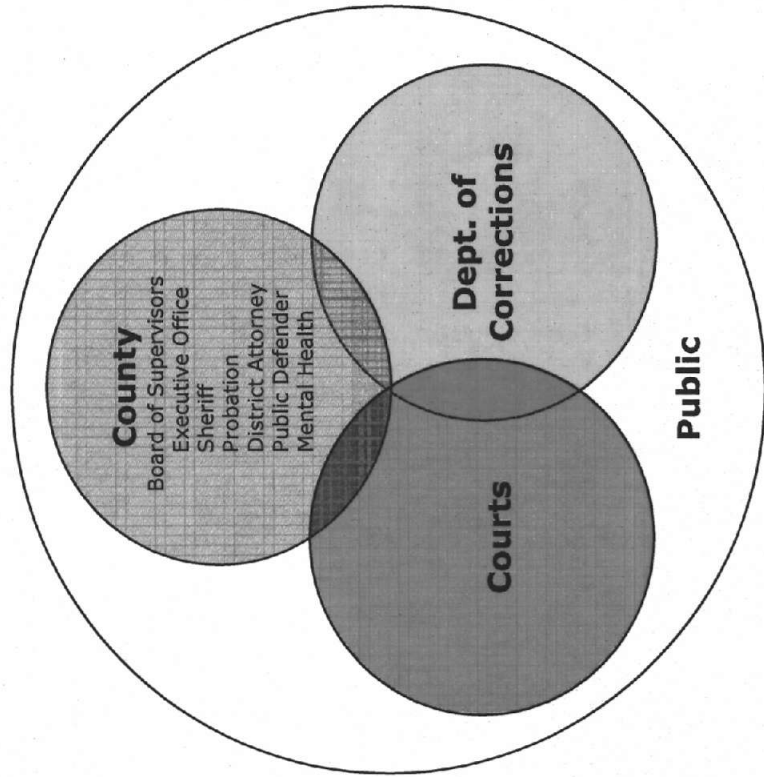 County
Board of Supervisors
Executive Office
Sheriff
Probation
District Attorney
Public Defender
Mental Health
Courts
Dept. of
Corrections
Public